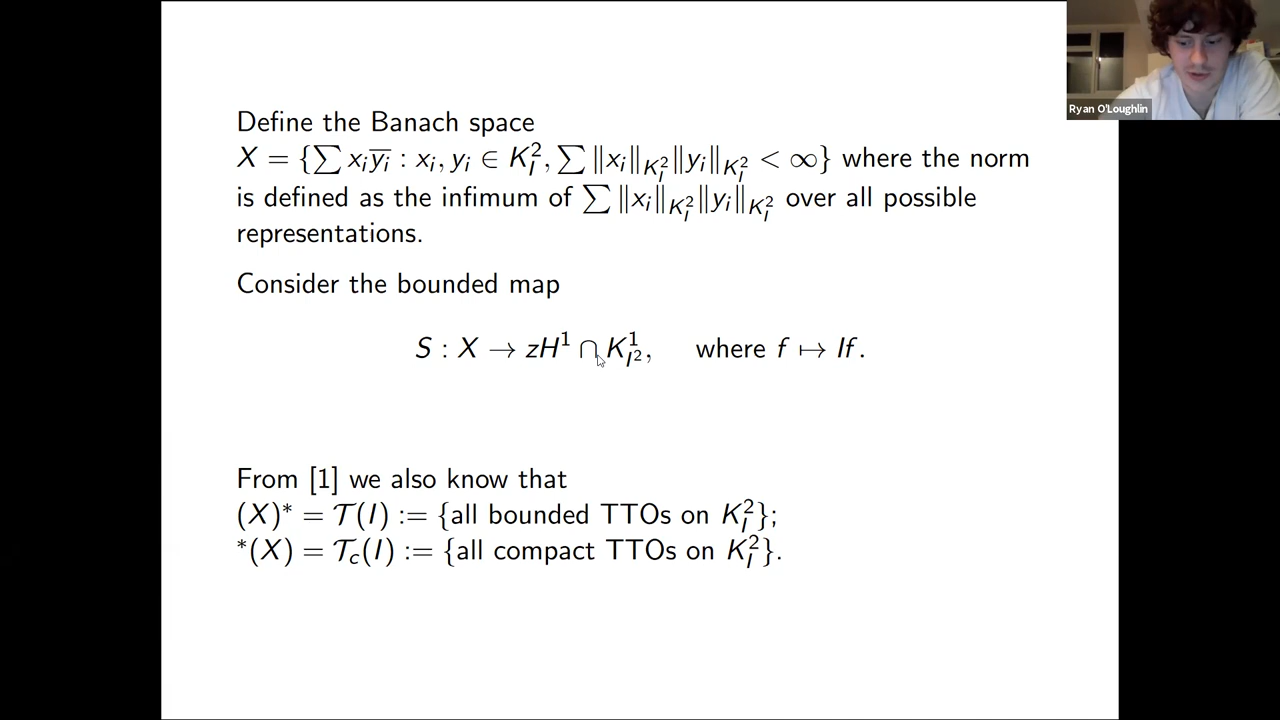 Define the Banach space
X = {∑ x_i \overline{y_i} : x_i, y_i ∈ K_I^2, ∑ ‖x_i‖_{K_I^2}‖y_i‖_{K_I^2} < ∞} where the norm
is defined as the infimum of ∑ ‖x_i‖_{K_I^2}‖y_i‖_{K_I^2} over all possible
representations.
Consider the bounded map
S : X → zH^1 ∩ K_{I^2}^1, where f ↦ If.
From [1] we also know that
(X)* = 𝒯(I) := {all bounded TTOs on K_I^2};
*(X) = 𝒯_c(I) := {all compact TTOs on K_I^2}.
Ryan O'Loughlin